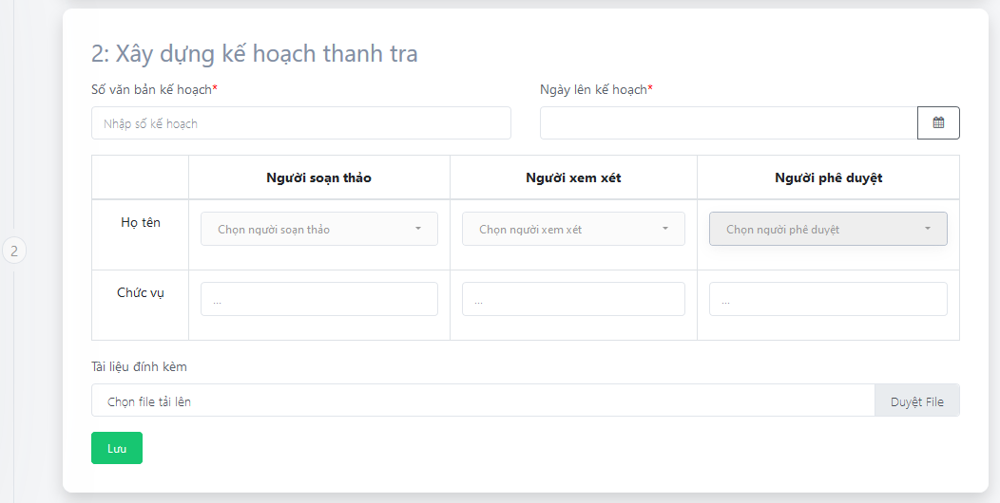 2: Xây dựng kế hoạch thanh tra
Số văn bản kế hoạch* Ngày lên kế hoạch*
Nhập số kế hoạch
Người soạn thảo Người xem xét Người phê duyệt
Họ tên Chọn người soạn thảo Chọn người xem xét Chọn người phê duyệt
2
Chức vụ ... ... ...
Tài liệu đính kèm
Chọn file tải lên Duyệt File
Lưu